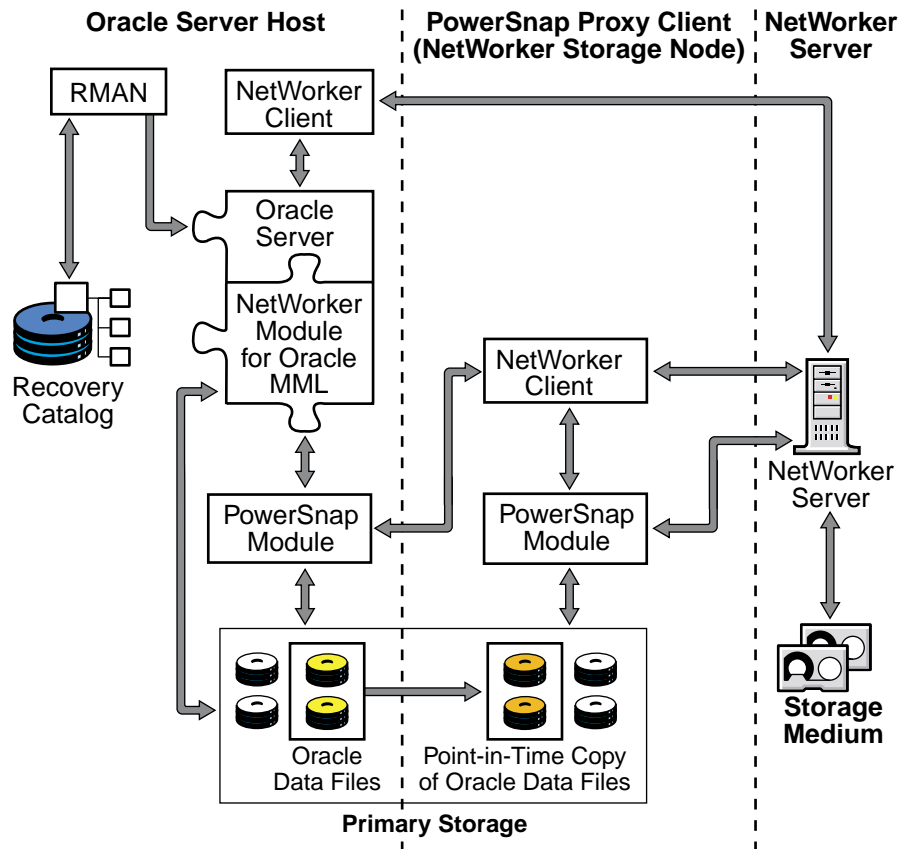 Oracle Server Host
PowerSnap Proxy Client
(NetWorker Storage Node)
NetWorker
Server
RMAN
NetWorker
Client
Oracle
Server
NetWorker
Module
for Oracle
MML
Recovery
Catalog
NetWorker
Client
NetWorker
Server
PowerSnap
Module
PowerSnap
Module
Oracle
Data Files
Point-in-Time Copy
of Oracle Data Files
Storage
Medium
Primary Storage